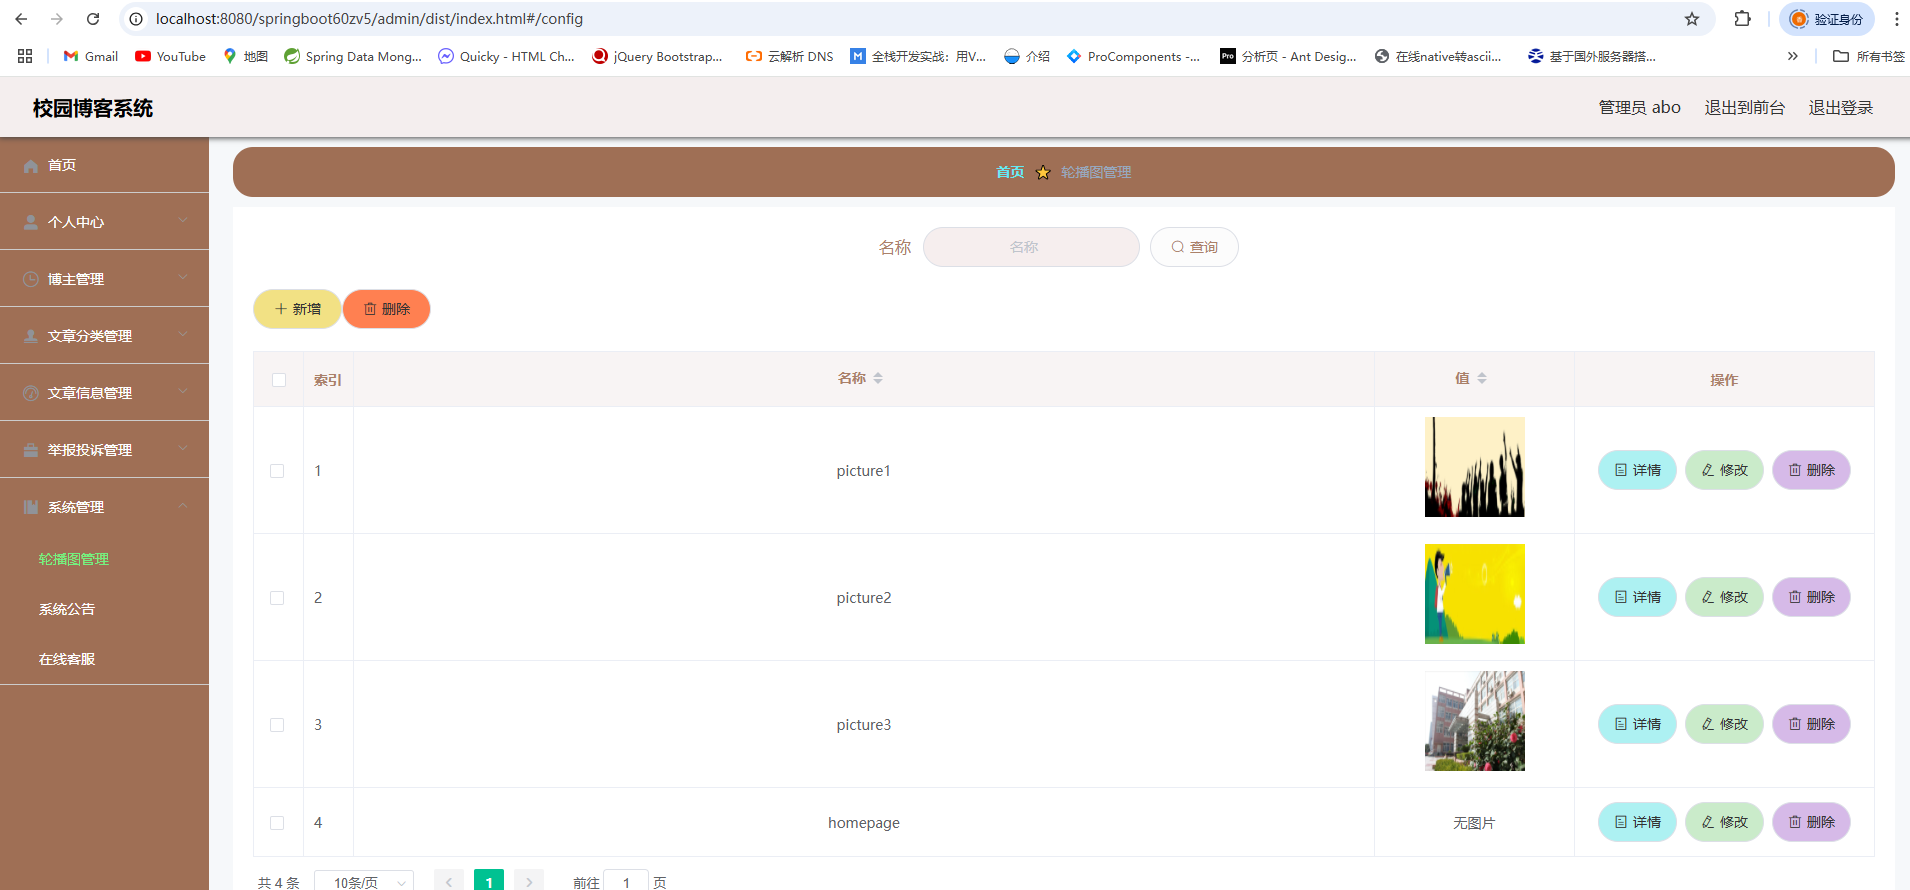 localhost:8080/springboot60zv5/admin/dist/index.html#/config
验证身份
Gmail
YouTube
地图
Spring Data Mong...
Quicky - HTML Ch...
jQuery Bootstrap...
云解析 DNS
全栈开发实战：用V...
介绍
ProComponents -...
Pro
分析页 - Ant Desig...
在线native转ascii...
基于国外服务器搭...
所有书签
校园博客系统
管理员 abo
退出到前台
退出登录
首页
个人中心
博主管理
文章分类管理
文章信息管理
举报投诉管理
系统管理
轮播图管理
系统公告
在线客服
首页 轮播图管理
名称 名称 查询
新增 删除
索引 名称 值 操作
1 picture1 详情 修改 删除
2 picture2 详情 修改 删除
3 picture3 详情 修改 删除
4 homepage 无图片 详情 修改 删除
共 4 条 10条/页 1 前往 1 页